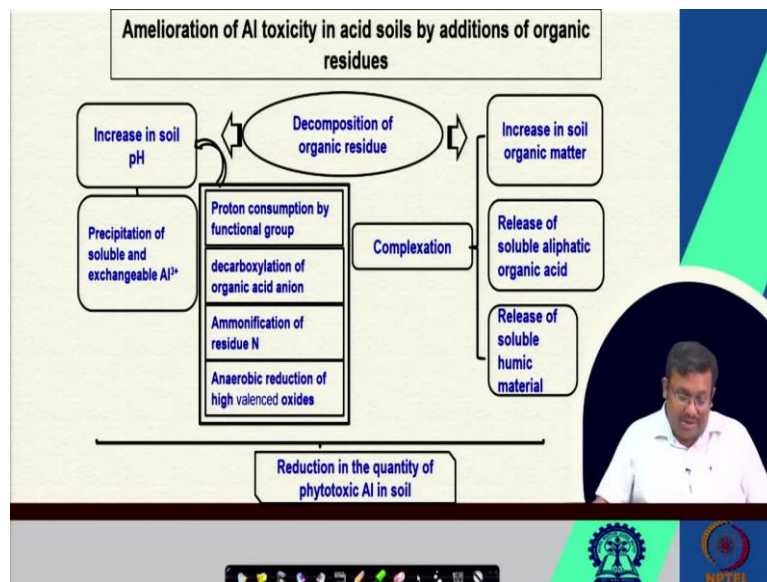 Amelioration of Al toxicity in acid soils by additions of organic
residues
Decomposition of
organic residue
Increase in soil
pH
Precipitation of
soluble and
exchangeable Al³⁺
Proton consumption by
functional group
decarboxylation of
organic acid anion
Ammonification of
residue N
Anaerobic reduction of
high valenced oxides
Complexation
Increase in soil
organic matter
Release of
soluble aliphatic
organic acid
Release of
soluble
humic
material
Reduction in the quantity of
phytotoxic Al in soil
NPTEL